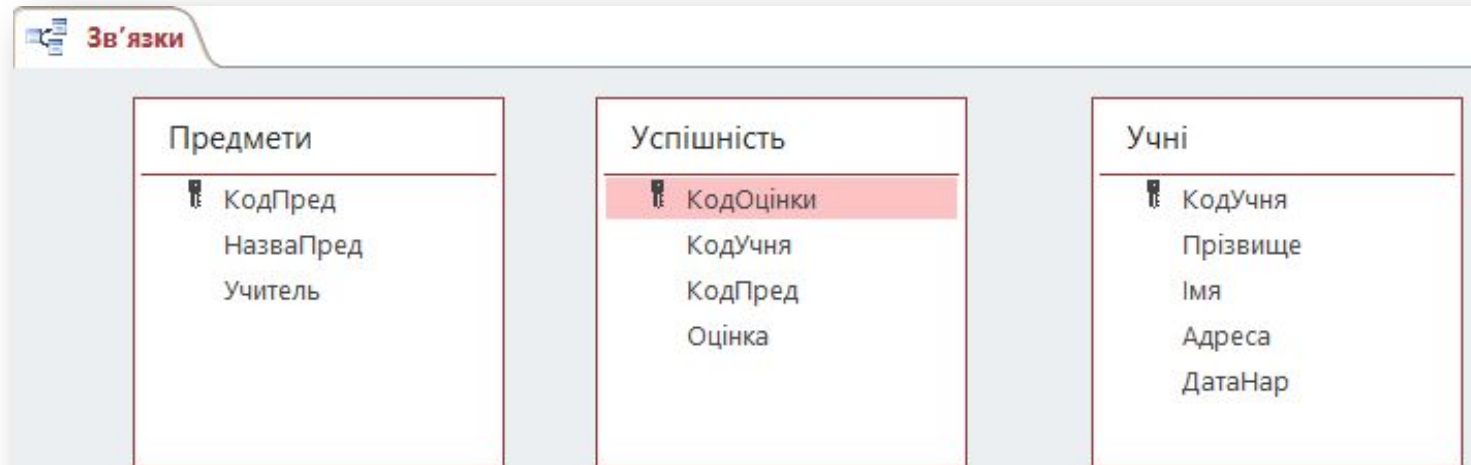 Зв’язки
Предмети
КодПред
НазваПред
Учитель
Успішність
КодОцінки
КодУчня
КодПред
Оцінка
Учні
КодУчня
Прізвище
Імя
Адреса
ДатаНар